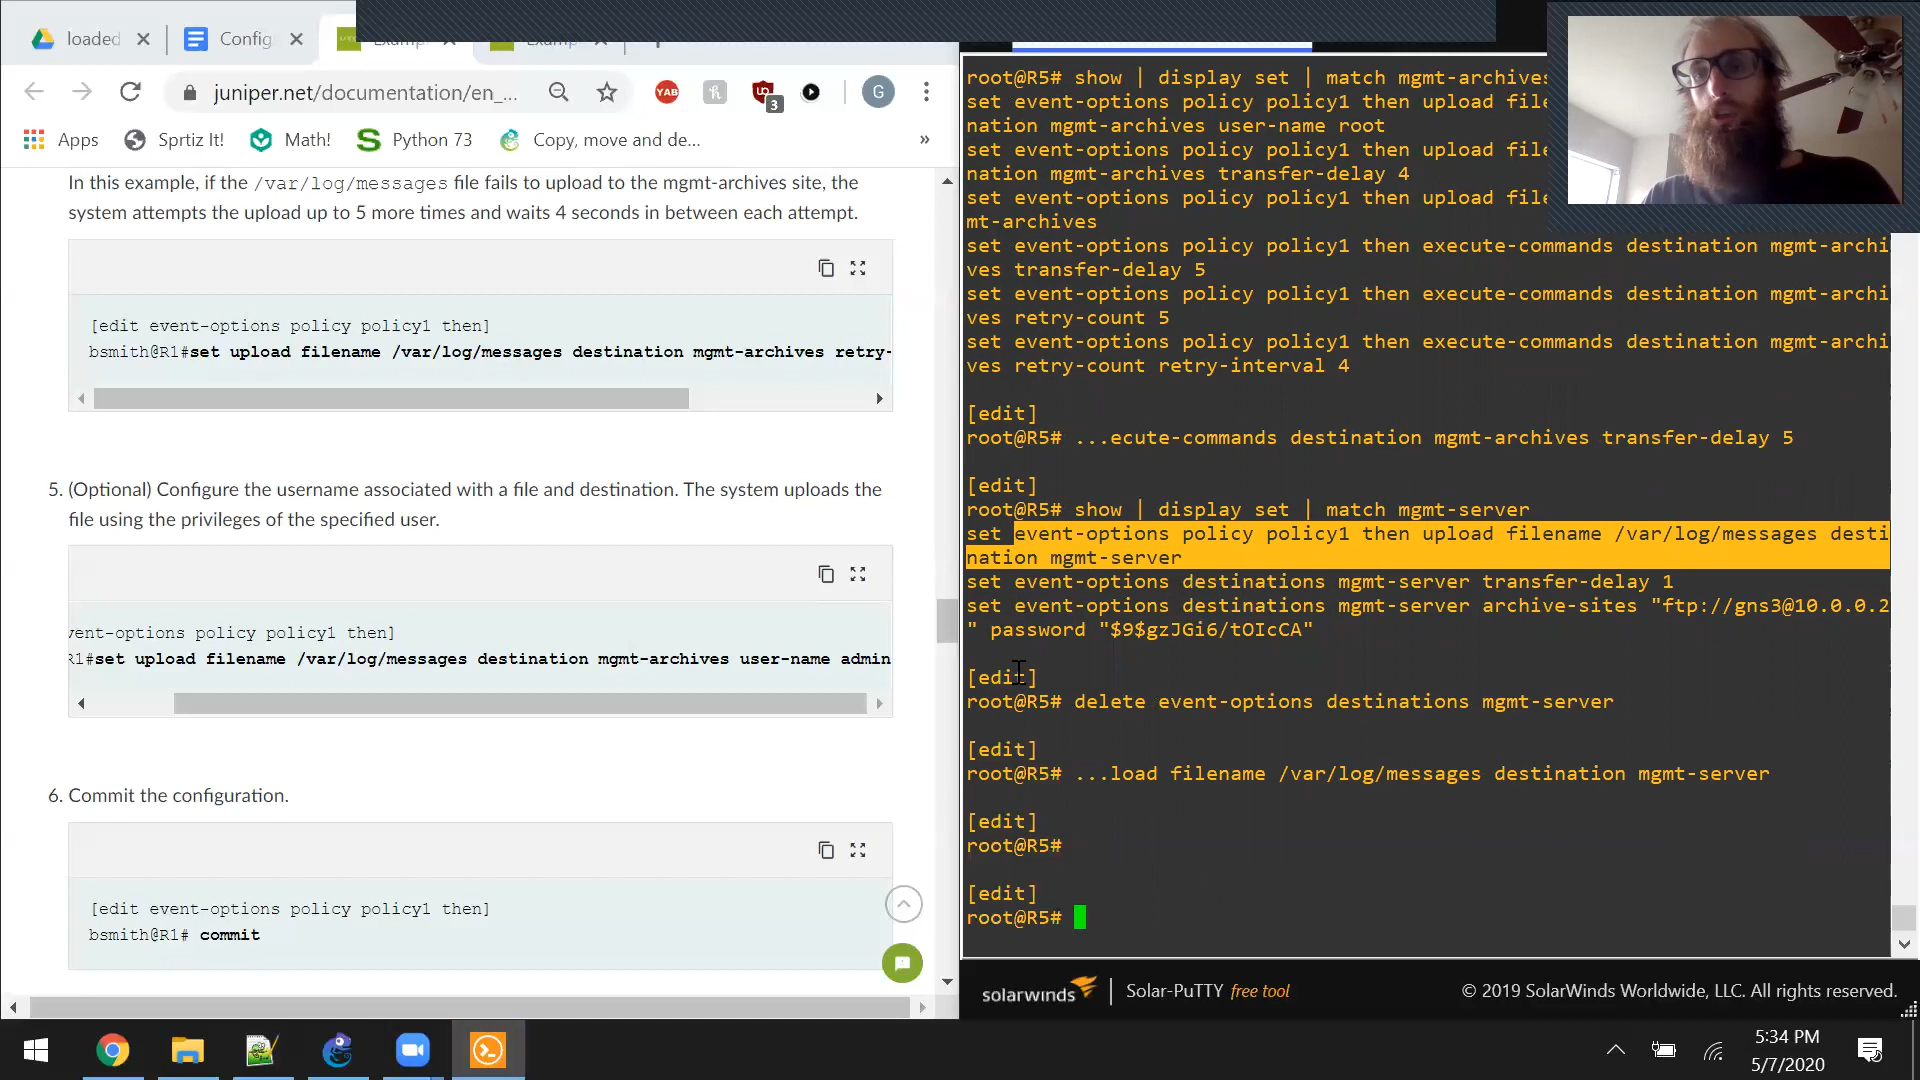 loaded
Config
juniper.net/documentation/en_...
YAB
3
G
Apps
Sprtiz It!
Math!
Python 73
Copy, move and de...
»
In this example, if the /var/log/messages file fails to upload to the mgmt-archives site, the
system attempts the upload up to 5 more times and waits 4 seconds in between each attempt.
[edit event-options policy policy1 then]
bsmith@R1#set upload filename /var/log/messages destination mgmt-archives retry-
5. (Optional) Configure the username associated with a file and destination. The system uploads the
file using the privileges of the specified user.
vent-options policy policy1 then]
R1#set upload filename /var/log/messages destination mgmt-archives user-name admin
6. Commit the configuration.
[edit event-options policy policy1 then]
bsmith@R1# commit
root@R5# show | display set | match mgmt-archives
set event-options policy policy1 then upload file
nation mgmt-archives user-name root
set event-options policy policy1 then upload file
nation mgmt-archives transfer-delay 4
set event-options policy policy1 then upload file
mt-archives
set event-options policy policy1 then execute-commands destination mgmt-archi
ves transfer-delay 5
set event-options policy policy1 then execute-commands destination mgmt-archi
ves retry-count 5
set event-options policy policy1 then execute-commands destination mgmt-archi
ves retry-count retry-interval 4
[edit]
root@R5# ...ecute-commands destination mgmt-archives transfer-delay 5
[edit]
root@R5# show | display set | match mgmt-server
set event-options policy policy1 then upload filename /var/log/messages desti
nation mgmt-server
set event-options destinations mgmt-server transfer-delay 1
set event-options destinations mgmt-server archive-sites "ftp://gns3@10.0.0.2
" password "$9$gzJGi6/tOIcCA"
[edit]
root@R5# delete event-options destinations mgmt-server
[edit]
root@R5# ...load filename /var/log/messages destination mgmt-server
[edit]
root@R5#
[edit]
root@R5#
solarwinds | Solar-PuTTY free tool
© 2019 SolarWinds Worldwide, LLC. All rights reserved.
5:34 PM
5/7/2020